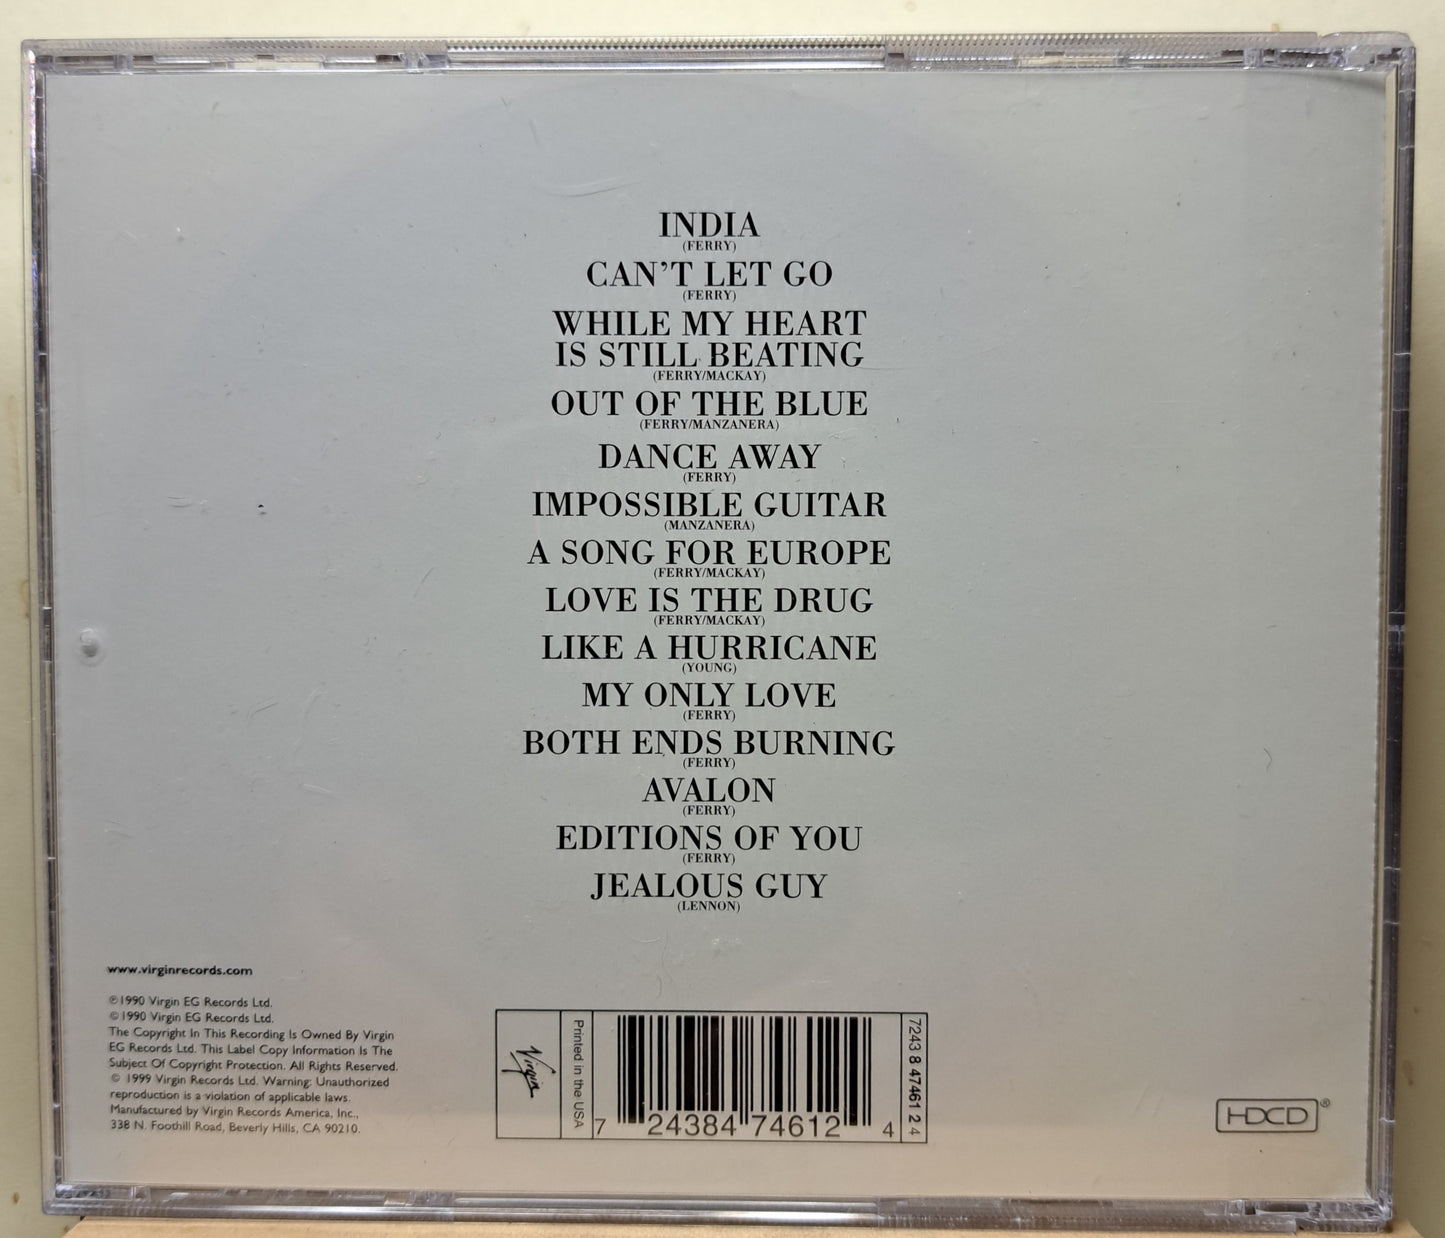 INDIA
(FERRY)
CAN'T LET GO
(FERRY)
WHILE MY HEART
IS STILL BEATING
(FERRY/MACKAY)
OUT OF THE BLUE
(FERRY/MANZANERA)
DANCE AWAY
(FERRY)
IMPOSSIBLE GUITAR
(MANZANERA)
A SONG FOR EUROPE
(FERRY/MACKAY)
LOVE IS THE DRUG
(FERRY/MACKAY)
LIKE A HURRICANE
(YOUNG)
MY ONLY LOVE
(FERRY)
BOTH ENDS BURNING
(FERRY)
AVALON
(FERRY)
EDITIONS OF YOU
(FERRY)
JEALOUS GUY
(LENNON)
www.virginrecords.com
℗1990 Virgin EG Records Ltd.
©1990 Virgin EG Records Ltd.
The Copyright In This Recording Is Owned By Virgin
EG Records Ltd. This Label Copy Information Is The
Subject Of Copyright Protection. All Rights Reserved.
© 1999 Virgin Records Ltd. Warning: Unauthorized
reproduction is a violation of applicable laws.
Manufactured by Virgin Records America, Inc.,
338 N. Foothill Road, Beverly Hills, CA 90210.
Virgin
Printed in the USA
7 24384 74612 4
7243 8 47461 2 4
HDCD®